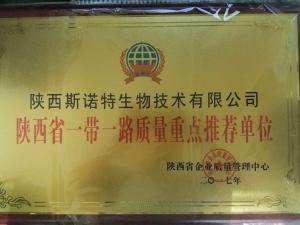 陕西斯诺特生物技术有限公司
陕西省一带一路质量重点推荐单位
陕西省企业质量管理中心
二〇一七年